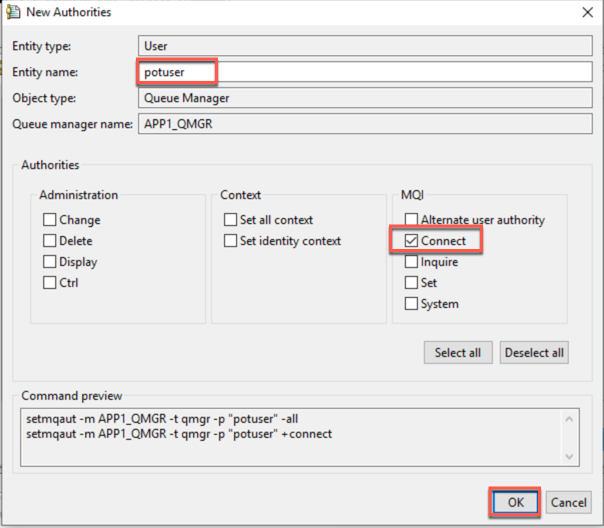 New Authorities
Entity type: User
Entity name: potuser
Object type: Queue Manager
Queue manager name: APP1_QMGR
Authorities
Administration Context MQI
Change Set all context Alternate user authority
Delete Set identity context Connect
Display Inquire
Ctrl Set
System
Select all Deselect all
Command preview
setmqaut -m APP1_QMGR -t qmgr -p "potuser" -all
setmqaut -m APP1_QMGR -t qmgr -p "potuser" +connect
OK Cancel